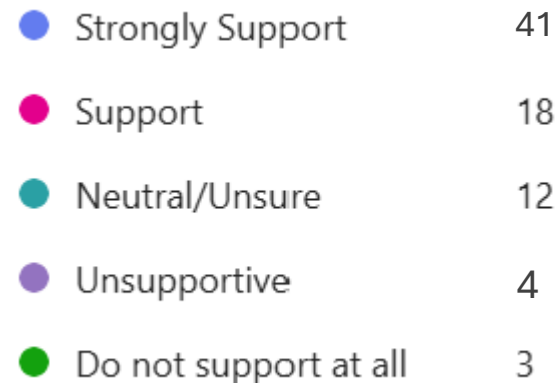 Strongly Support 41
Support 18
Neutral/Unsure 12
Unsupportive 4
Do not support at all 3